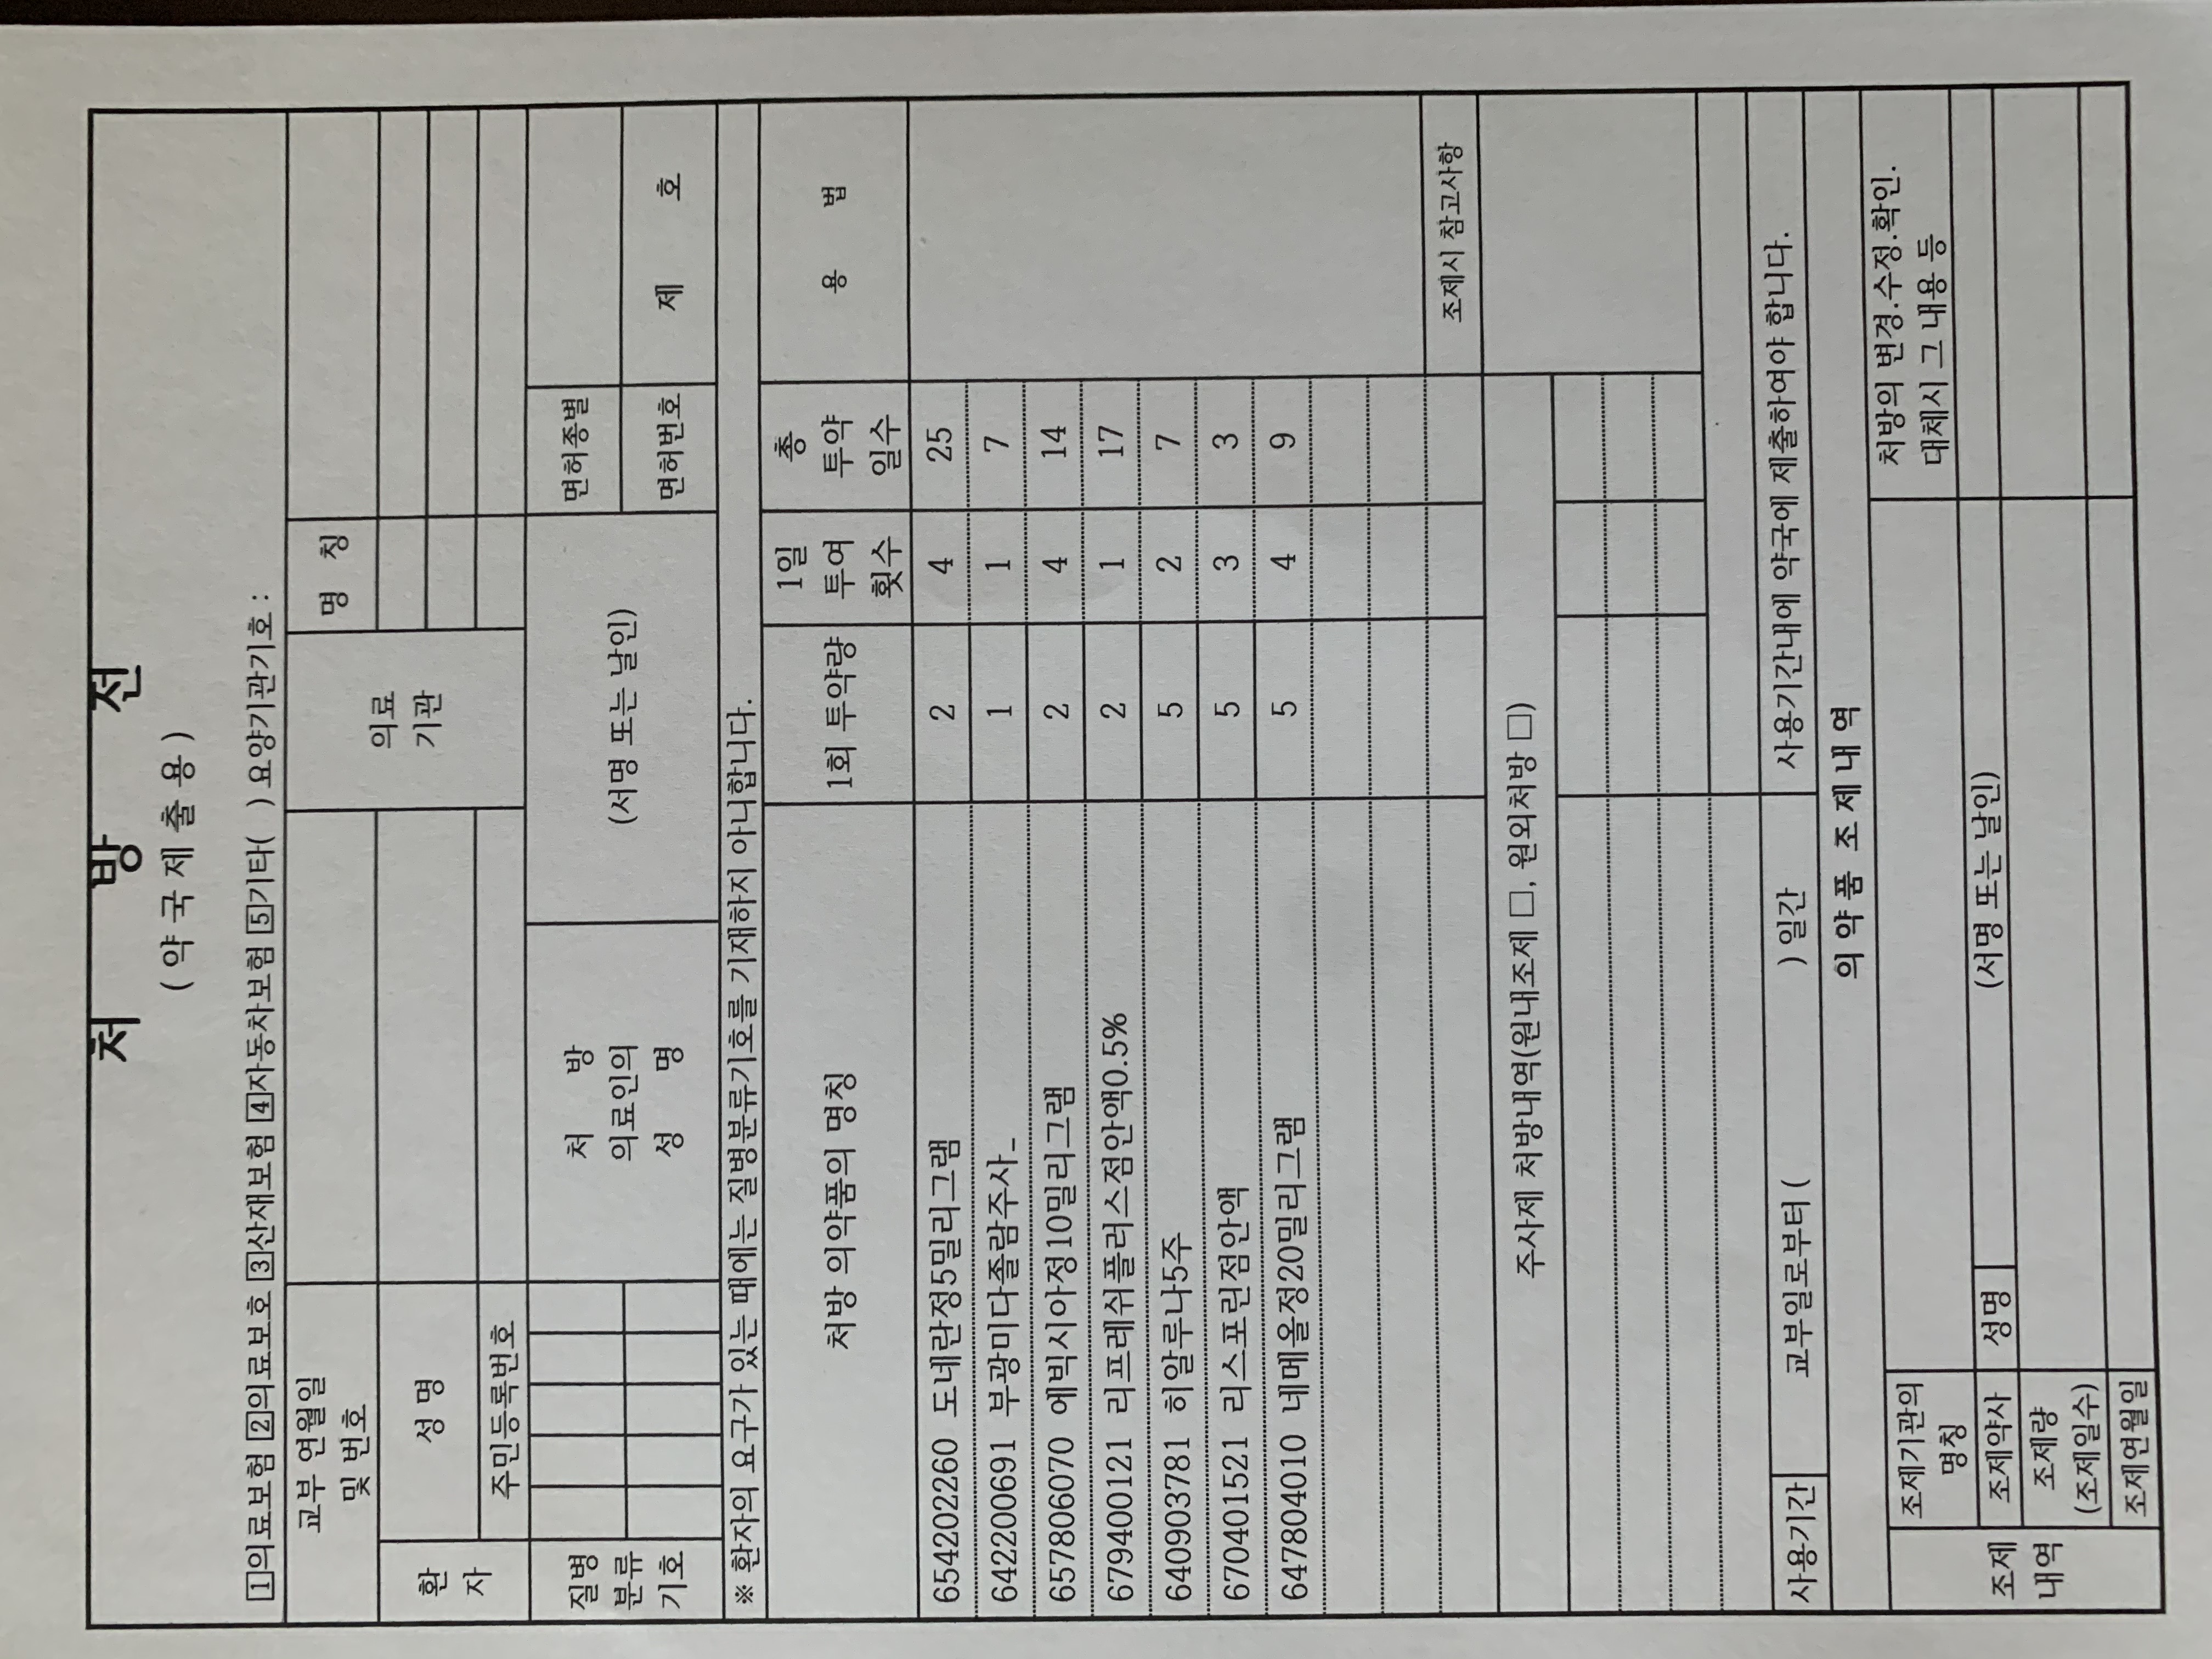 처 방 전
( 약 국 제 출 용 )
1의료보험 2의료보호 3산재보험 4자동차보험 5기타( ) 요양기관기호 :
교부 연월일
및 번호
의료
기관
명 칭
환
자
성 명
주민등록번호
질병
분류
기호
처 방
의료인의
성 명
(서명 또는 날인)
면허종별
면허번호
제 호
※ 환자의 요구가 있는 때에는 질병분류기호를 기재하지 아니합니다.
처방 의약품의 명칭
1회 투약량
1일
투여
횟수
총
투약
일수
용 법
654202260 도네란정5밀리그램 2 4 25
642200691 부광미다졸람주사_ 1 1 7
657806070 에빅시아정10밀리그램 2 4 14
679400121 리프레쉬플러스점안액0.5% 2 1 17
640903781 히알루나5주 5 2 7
670401521 리스포린점안액 5 3 3
647804010 네메올정20밀리그램 5 4 9
조제시 참고사항
주사제 처방내역(원내조제 □, 원외처방 □)
사용기간 교부일로부터 ( ) 일간 사용기간내에 약국에 제출하여야 합니다.
의 약 품 조 제 내 역
조제
내역
조제기관의
명칭
처방의 변경.수정.확인.
대체시 그 내용 등
조제약사 성명 (서명 또는 날인)
조제량
(조제일수)
조제연월일